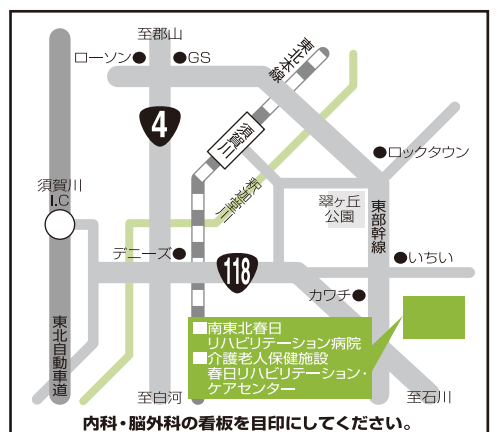 至郡山
ローソン
GS
東北本線
4
須賀川
ロックタウン
釈迦堂川
須賀川
I.C
翠ヶ丘
公園
東部幹線
デニーズ
118
いちい
カワチ
東北自動車道
南東北春日
リハビリテーション病院
介護老人保健施設
春日リハビリテーション・
ケアセンター
至白河
至石川
内科・脳外科の看板を目印にしてください。